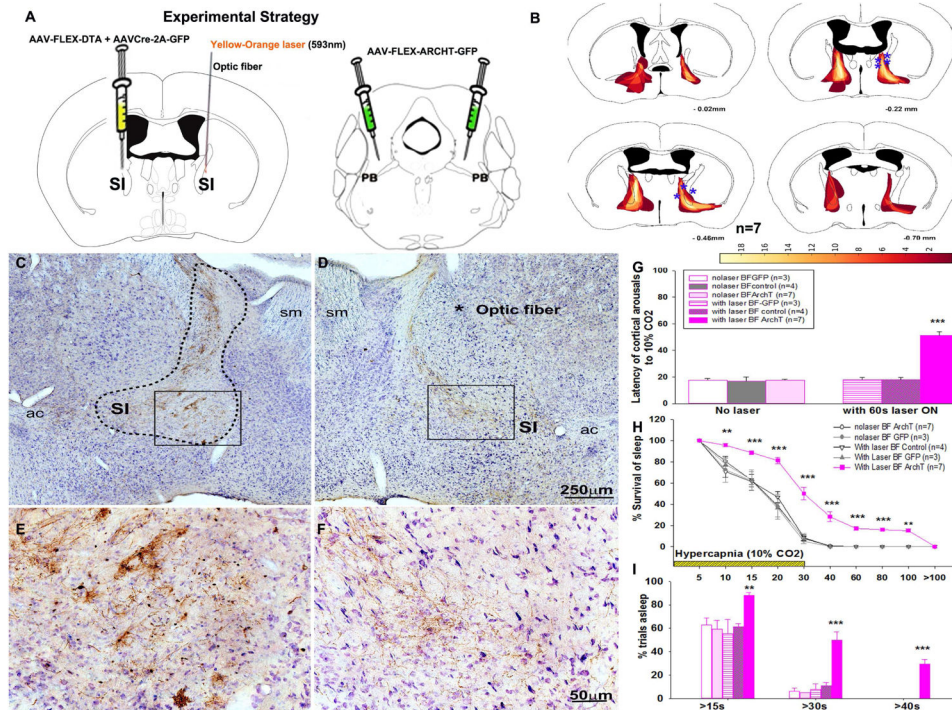 A
Experimental Strategy
AAV-FLEX-DTA + AAVCre-2A-GFP
Yellow-Orange laser (593nm)
Optic fiber
AAV-FLEX-ARCHT-GFP
SI
SI
PB
PB
B
- 0.02mm
-0.22 mm
-0.46mm
-0.70 mm
n=7
18 16 14 12 10 8 6 4 2
C
sm
SI
ac
D
sm
* Optic fiber
SI
ac
250μm
E
F
50μm
G
Latency of cortical arousals
to 10% CO2
100
80
60
40
20
0
nolaser BFGFP (n=3)
nolaser BFcontrol (n=4)
nolaser BFArchT (n=7)
with laser BF-GFP (n=3)
with laser BF control (n=4)
with laser BF ArchT (n=7)
***
No laser
with 60s laser ON
H
% Survival of sleep
120
100
80
60
40
20
0
** *** *** *** *** *** *** **
nolaser BF ArchT (n=7)
nolaser BF GFP (n=3)
With laser BF Control (n=4)
With Laser BF GFP (n=3)
With Laser BF ArchT (n=7)
Hypercapnia (10% CO2)
5 10 15 20 30 40 60 80 100 >100
I
% trials asleep
100
80
60
40
20
0
**
***
***
>15s
>30s
>40s